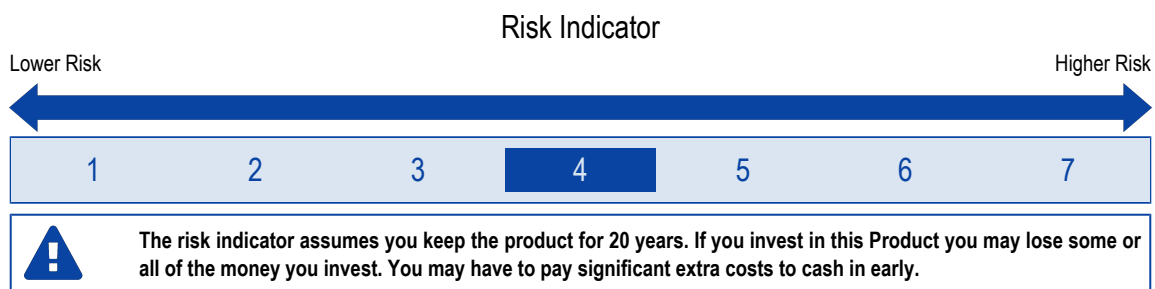 Risk Indicator
Lower Risk Higher Risk
1 2 3 4 5 6 7
The risk indicator assumes you keep the product for 20 years. If you invest in this Product you may lose some or
all of the money you invest. You may have to pay significant extra costs to cash in early.